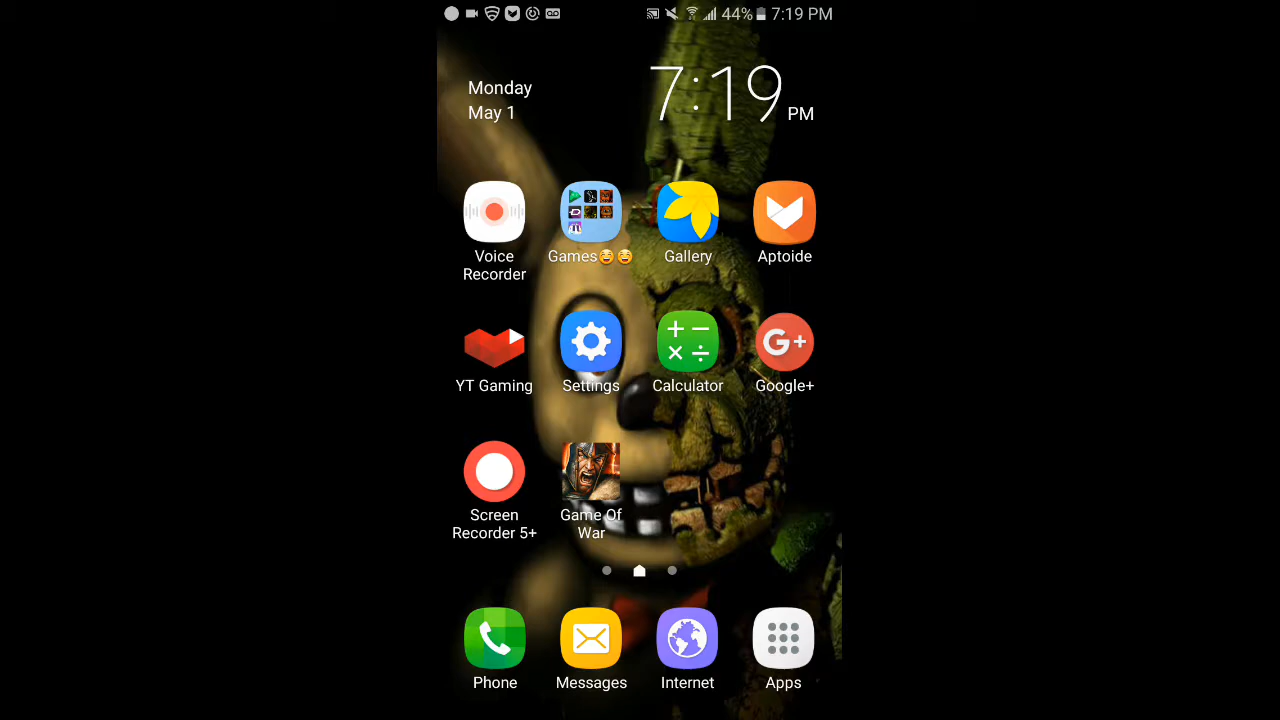 44% 7:19 PM
Monday
May 1
7:19 PM
Voice
Recorder
Games😊😊
Gallery
Aptoide
YT Gaming
Settings
Calculator
G+
Google+
Screen
Recorder 5+
Game Of
War
Phone
Messages
Internet
Apps